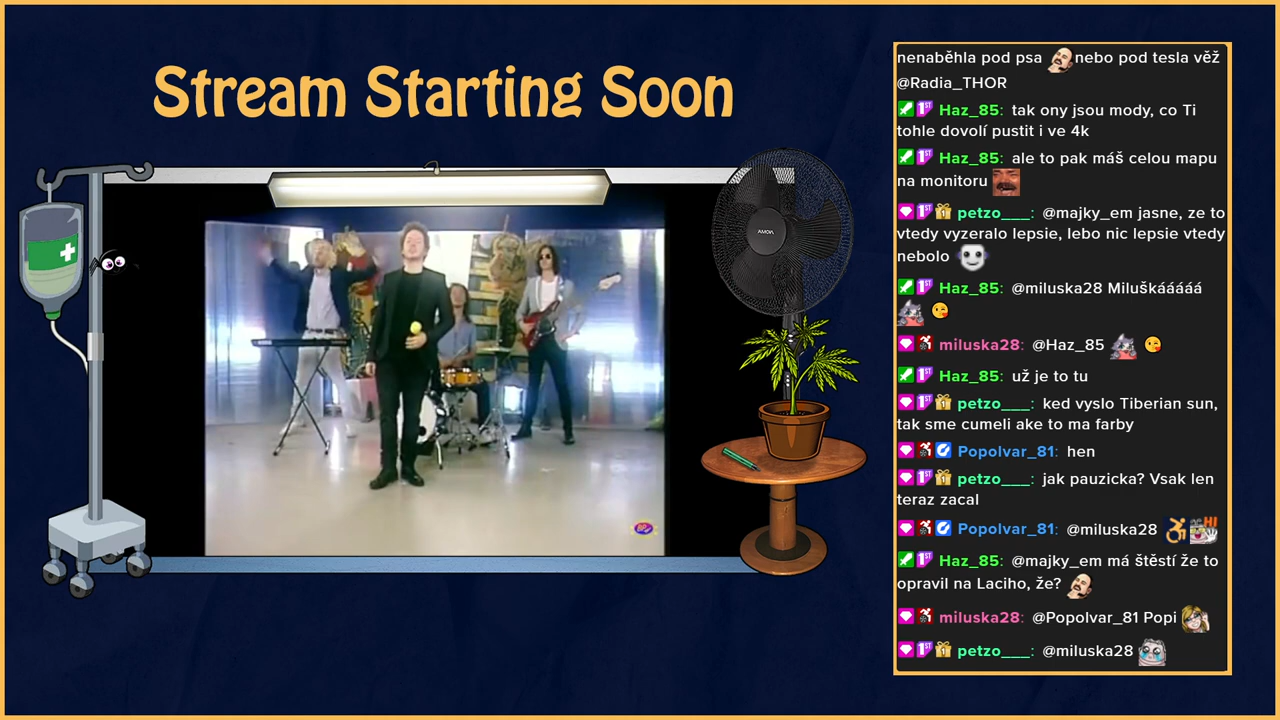 Stream Starting Soon
AMOA
nenaběhla pod psa nebo pod tesla věž
@Radia_THOR
Haz_85: tak ony jsou mody, co Ti
tohle dovolí pustit i ve 4k
Haz_85: ale to pak máš celou mapu
na monitoru
petzo___: @majky_em jasne, ze to
vtedy vyzeralo lepsie, lebo nic lepsie vtedy
nebolo
Haz_85: @miluska28 Miluškááááá
miluska28: @Haz_85
Haz_85: už je to tu
petzo___: ked vyslo Tiberian sun,
tak sme cumeli ake to ma farby
Popolvar_81: hen
petzo___: jak pauzicka? Vsak len
teraz zacal
Popolvar_81: @miluska28 HI
Haz_85: @majky_em má štěstí že to
opravil na Laciho, že?
miluska28: @Popolvar_81 Popi
petzo___: @miluska28